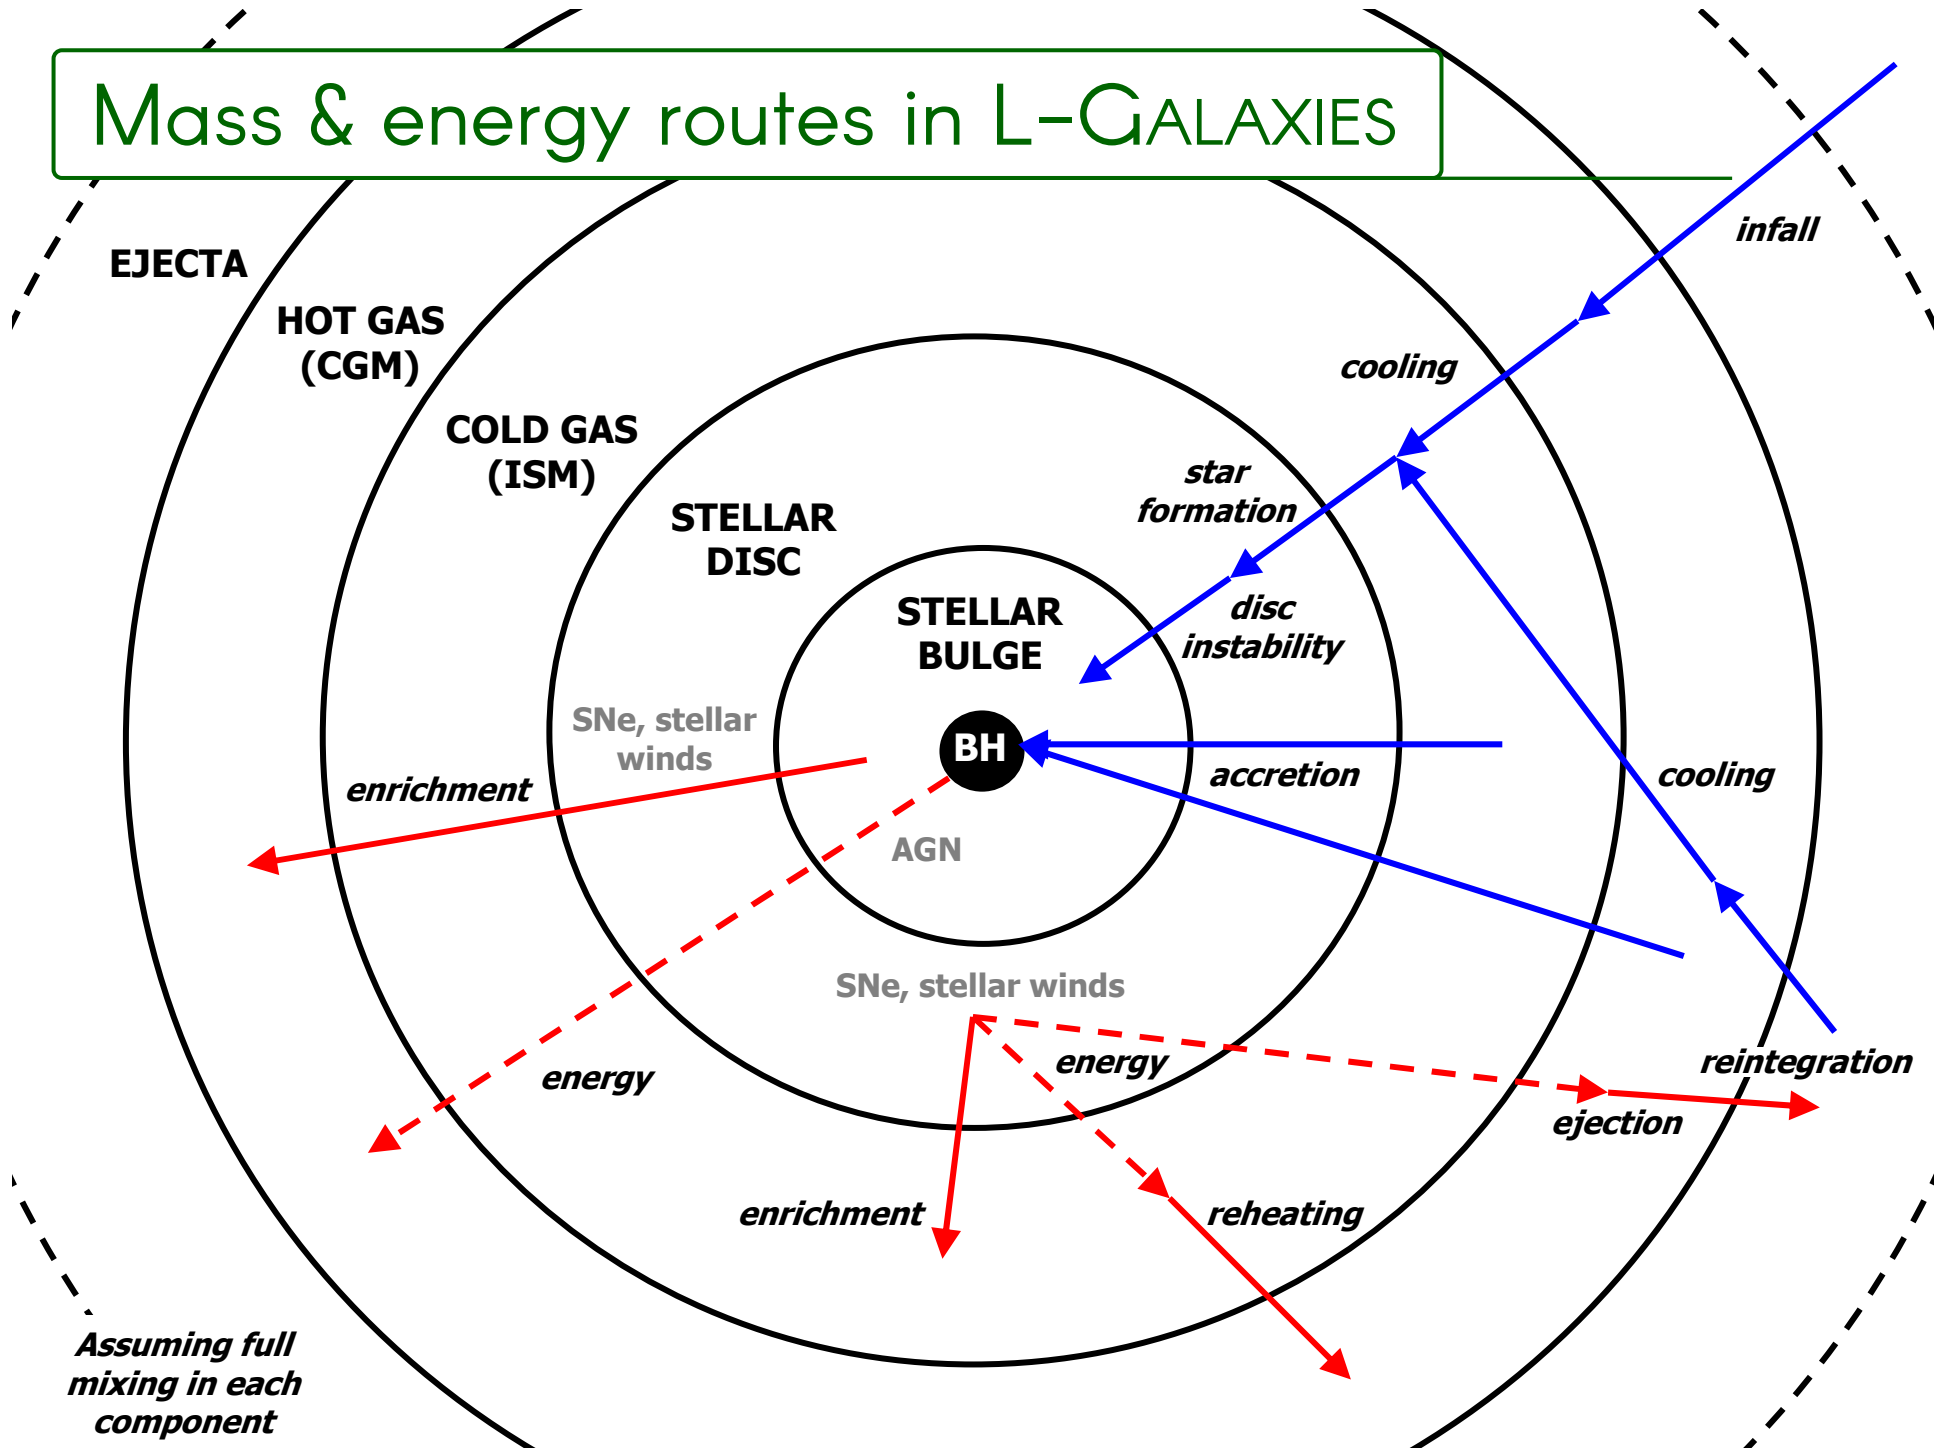 Mass & energy routes in L-GALAXIES
infall
EJECTA
HOT GAS
(CGM)
cooling
COLD GAS
(ISM)
star
formation
STELLAR
DISC
STELLAR
BULGE
disc
instability
SNe, stellar
winds
BH
enrichment
accretion
cooling
AGN
SNe, stellar winds
energy
energy
reintegration
ejection
enrichment
reheating
Assuming full
mixing in each
component